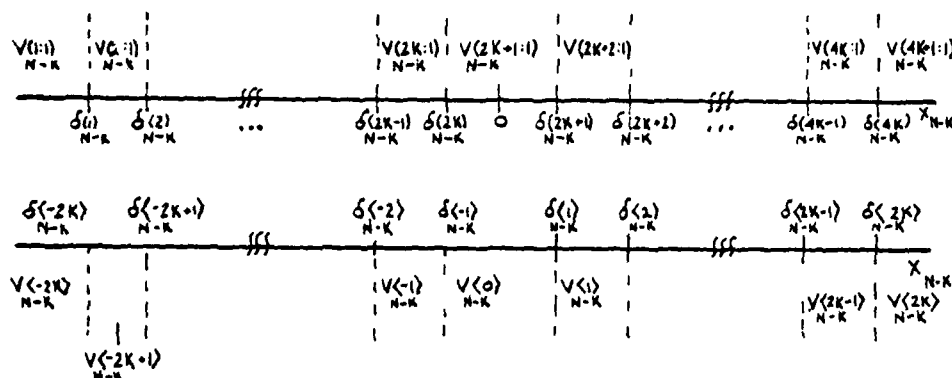 V(1:1) V(2:1) V(2K:1) V(2K+1:1) V(2K+2:1) V(4K:1) V(4K+1:1)
N-K N-K N-K N-K N-K N-K
δ(1) δ(2) ... δ(2K-1) δ(2K) 0 δ(2K+1) δ(2K+2) ... δ(4K-1) δ(4K) X N-K
N-K N-K N-K N-K N-K N-K N-K N-K
δ⟨-2K⟩ δ⟨-2K+1⟩ δ⟨-2⟩ δ⟨-1⟩ δ⟨1⟩ δ⟨2⟩ δ⟨2K-1⟩ δ⟨2K⟩
N-K N-K N-K N-K N-K N-K N-K N-K
X N-K
V⟨-2K⟩ V⟨-1⟩ V⟨0⟩ V⟨1⟩ V⟨2K-1⟩ V⟨2K⟩
N-K N-K N-K N-K N-K N-K
V⟨-2K+1⟩
N-K